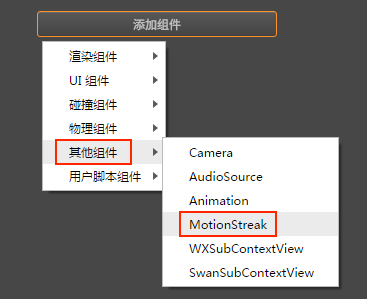 添加组件
渲染组件
UI 组件
碰撞组件
物理组件
其他组件
用户脚本组件
Camera
AudioSource
Animation
MotionStreak
WXSubContextView
SwanSubContextView